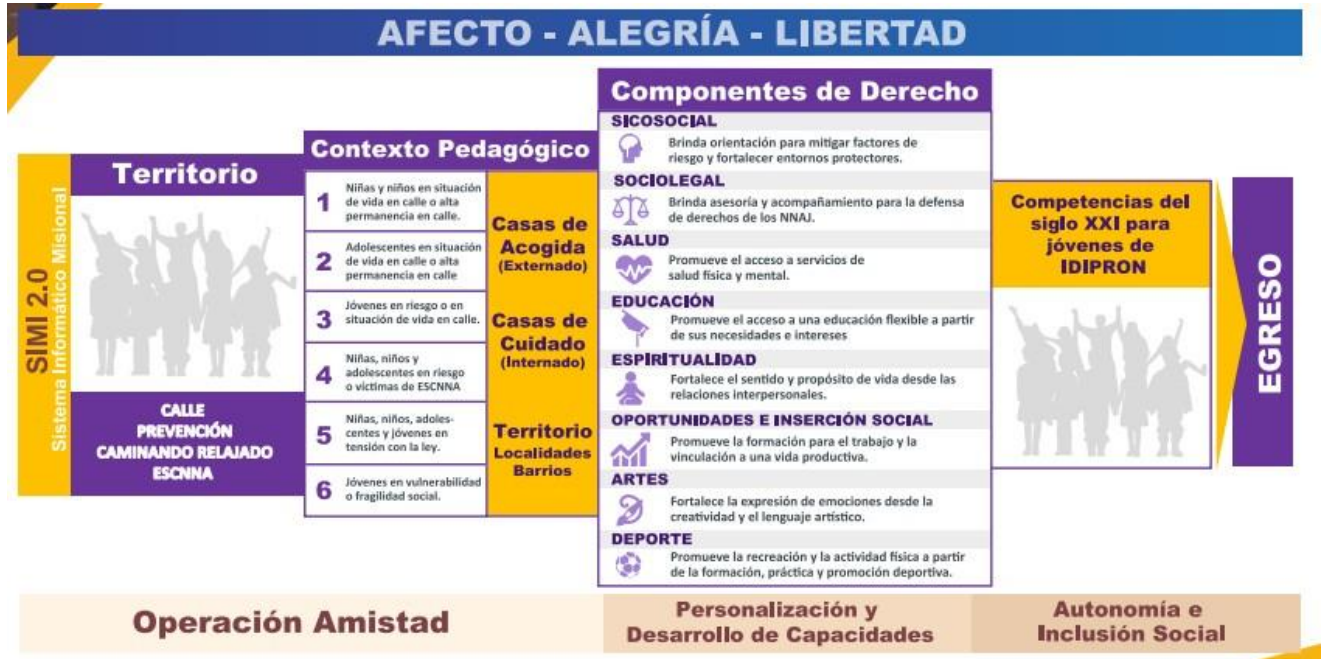 AFECTO - ALEGRÍA - LIBERTAD
SIMI 2.0
Sistema Informático Misional
Territorio
CALLE
PREVENCIÓN
CAMINANDO RELAJADO
ESCNNA
Contexto Pedagógico
1
Niñas y niños en situación
de vida en calle o alta
permanencia en calle.
2
Adolescentes en situación
de vida en calle o alta
permanencia en calle
3
Jóvenes en riesgo o en
situación de vida en calle.
4
Niñas, niños y
adolescentes en riesgo
o víctimas de ESCNNA
5
Niñas, niños, adoles-
centes y jóvenes en
tensión con la ley.
6
Jóvenes en vulnerabilidad
o fragilidad social.
Casas de
Acogida
(Externado)
Casas de
Cuidado
(Internado)
Territorio
Localidades
Barrios
Componentes de Derecho
SICOSOCIAL
Brinda orientación para mitigar factores de
riesgo y fortalecer entornos protectores.
SOCIOLEGAL
Brinda asesoría y acompañamiento para la defensa
de derechos de los NNAJ.
SALUD
Promueve el acceso a servicios de
salud física y mental.
EDUCACIÓN
Promueve el acceso a una educación flexible a partir
de sus necesidades e intereses
ESPIRITUALIDAD
Fortalece el sentido y propósito de vida desde las
relaciones interpersonales.
OPORTUNIDADES E INSERCIÓN SOCIAL
Promueve la formación para el trabajo y la
vinculación a una vida productiva.
ARTES
Fortalece la expresión de emociones desde la
creatividad y el lenguaje artístico.
DEPORTE
Promueve la recreación y la actividad física a partir
de la formación, práctica y promoción deportiva.
Competencias del
siglo XXI para
jóvenes de
IDIPRON
EGRESO
Operación Amistad
Personalización y
Desarrollo de Capacidades
Autonomía e
Inclusión Social